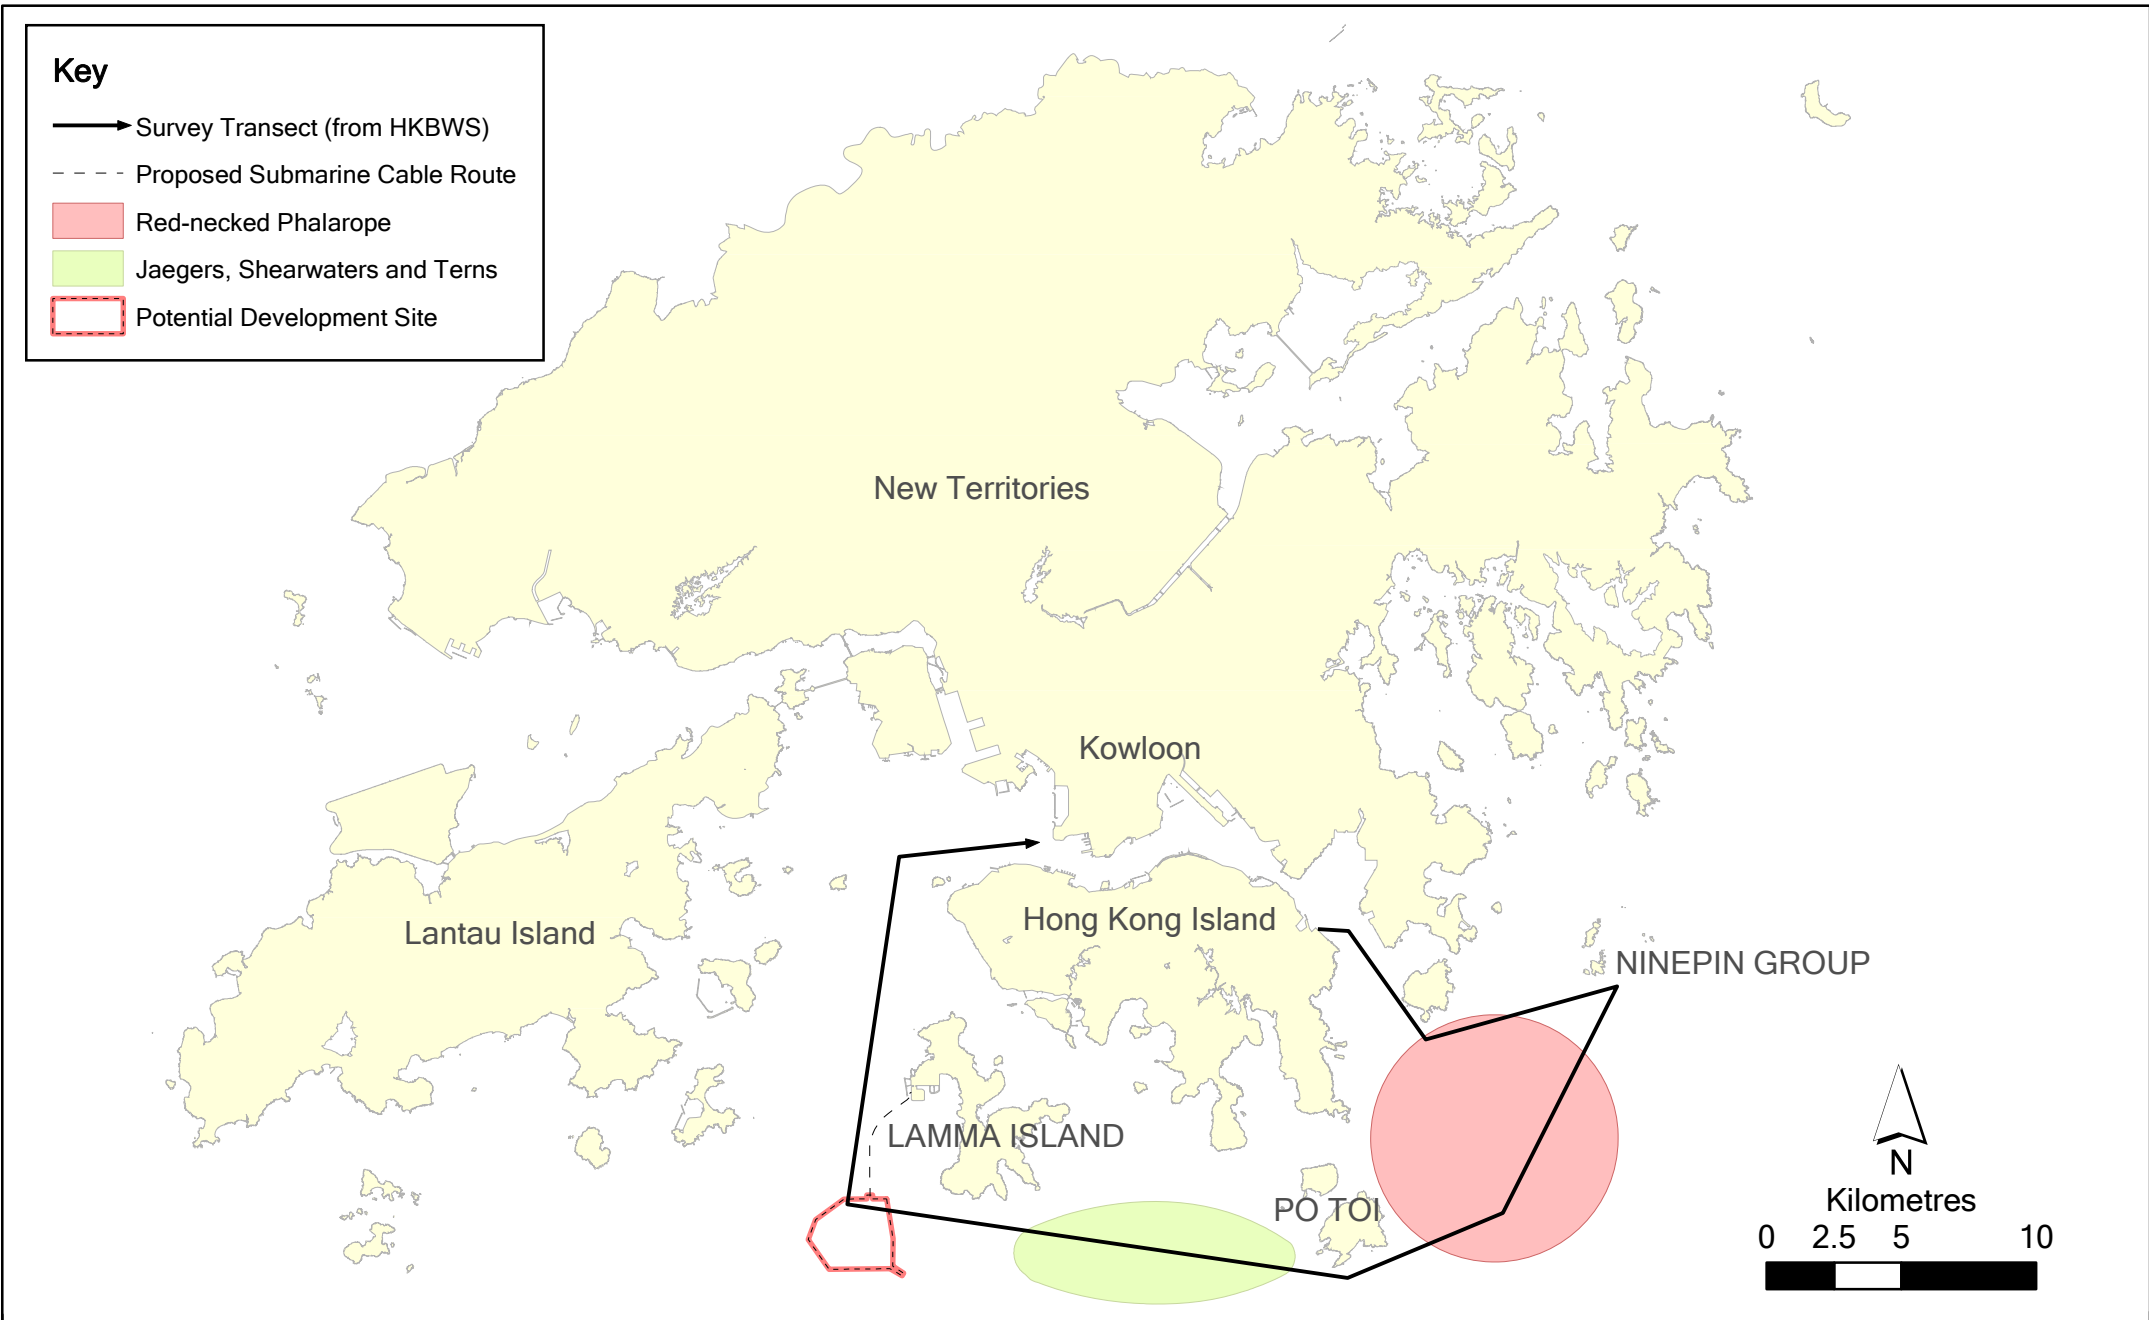 Key
Survey Transect (from HKBWS)
Proposed Submarine Cable Route
Red-necked Phalarope
Jaegers, Shearwaters and Terns
Potential Development Site
New Territories
Kowloon
Lantau Island
Hong Kong Island
NINEPIN GROUP
LAMMA ISLAND
PO TOI
N
Kilometres
0 2.5 5 10